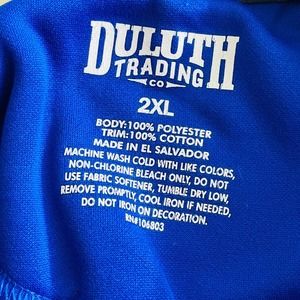 DULUTH
TRADING
CO
2XL
BODY:100% POLYESTER
TRIM:100% COTTON
MADE IN EL SALVADOR
MACHINE WASH COLD WITH LIKE COLORS,
NON-CHLORINE BLEACH ONLY, DO NOT
USE FABRIC SOFTENER, TUMBLE DRY LOW,
REMOVE PROMPTLY, COOL IRON IF NEEDED,
DO NOT IRON ON DECORATION.
RN#106803